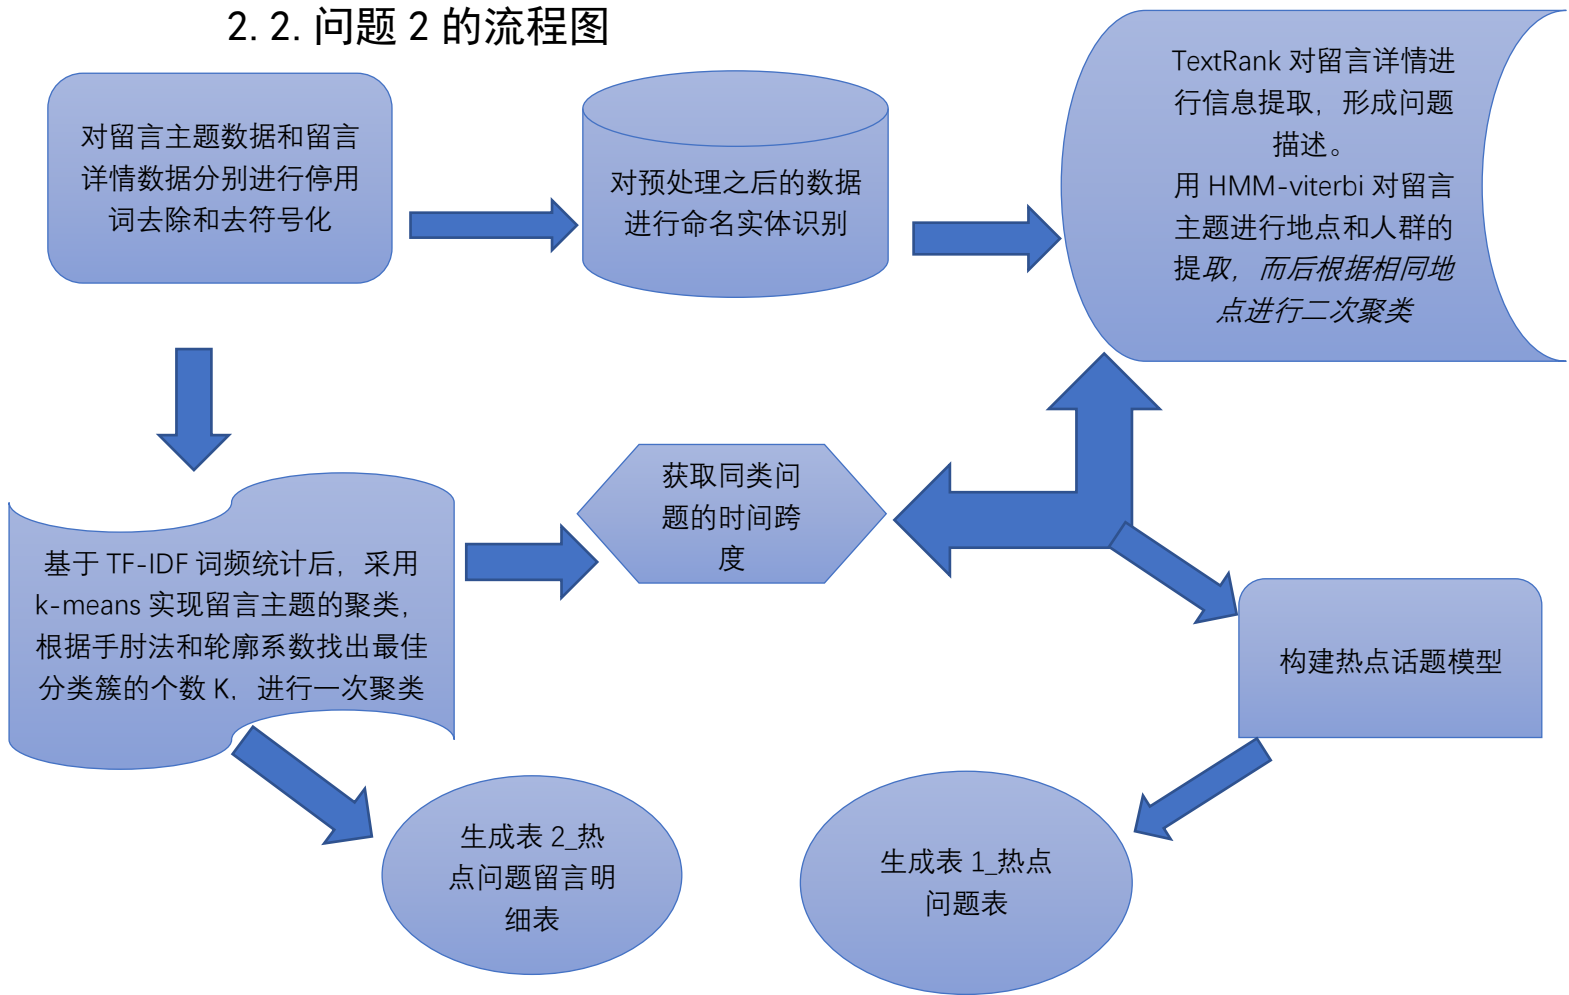 2.2.问题 2 的流程图
对留言主题数据和留言
详情数据分别进行停用
词去除和去符号化
对预处理之后的数据
进行命名实体识别
TextRank 对留言详情进
行信息提取，形成问题
描述。
用 HMM-viterbi 对留言
主题进行地点和人群的
提取，而后根据相同地
点进行二次聚类
基于 TF-IDF 词频统计后，采用
k-means 实现留言主题的聚类，
根据手肘法和轮廓系数找出最佳
分类簇的个数 K，进行一次聚类
获取同类问
题的时间跨
度
构建热点话题模型
生成表 2_热
点问题留言明
细表
生成表 1_热点
问题表